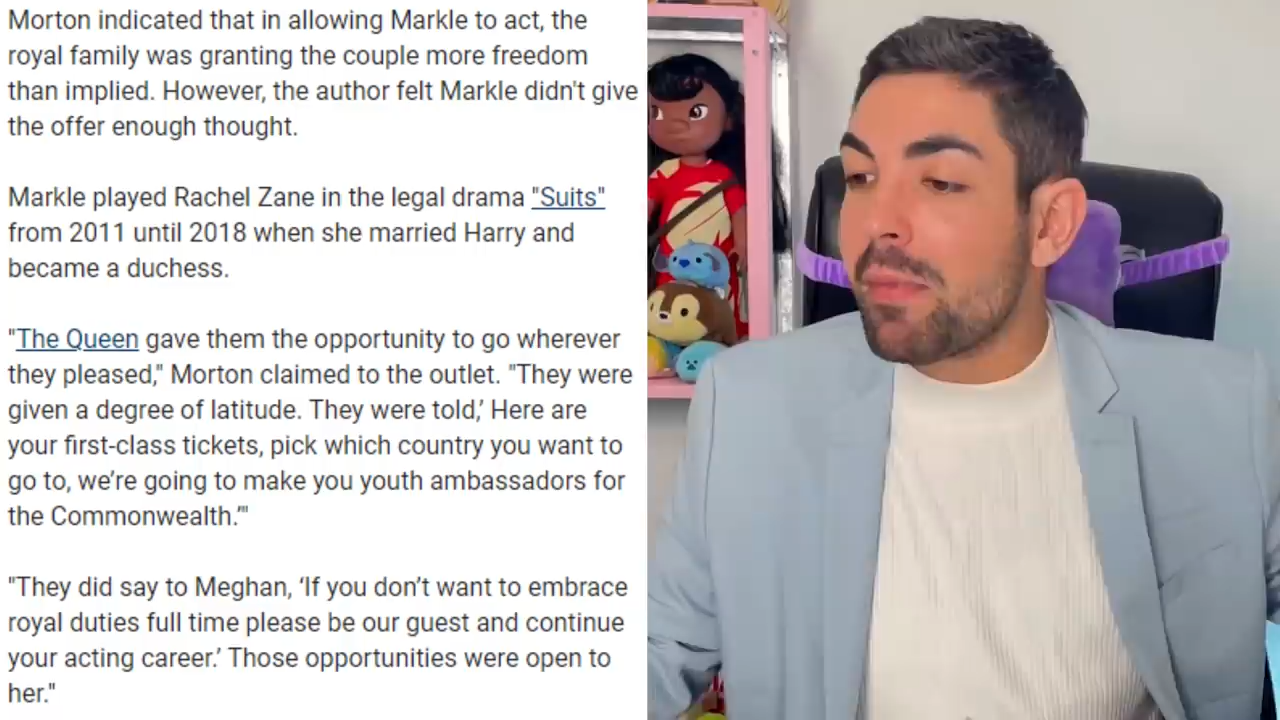 Morton indicated that in allowing Markle to act, the
royal family was granting the couple more freedom
than implied. However, the author felt Markle didn't give
the offer enough thought.
Markle played Rachel Zane in the legal drama "Suits"
from 2011 until 2018 when she married Harry and
became a duchess.
"The Queen gave them the opportunity to go wherever
they pleased," Morton claimed to the outlet. "They were
given a degree of latitude. They were told,’ Here are
your first-class tickets, pick which country you want to
go to, we’re going to make you youth ambassadors for
the Commonwealth.’"
"They did say to Meghan, ‘If you don’t want to embrace
royal duties full time please be our guest and continue
your acting career.’ Those opportunities were open to
her."